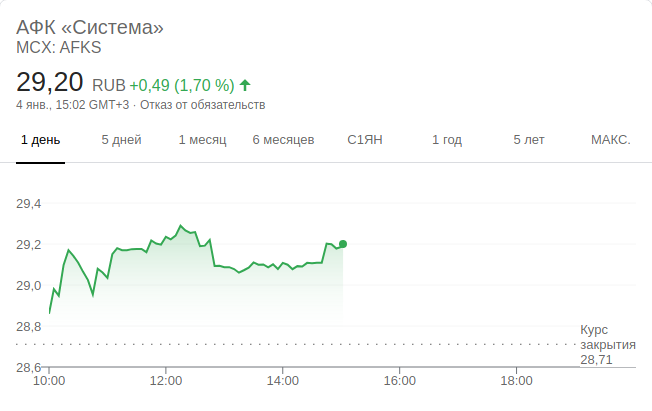 АФК «Система»
MCX: AFKS
29,20 RUB +0,49 (1,70 %)
4 янв., 15:02 GMT+3 · Отказ от обязательств
1 день 5 дней 1 месяц 6 месяцев С1ЯН 1 год 5 лет МАКС.
29,4
29,2
29,0
28,8
Курс
закрытия
28,71
28,6
10:00 12:00 14:00 16:00 18:00